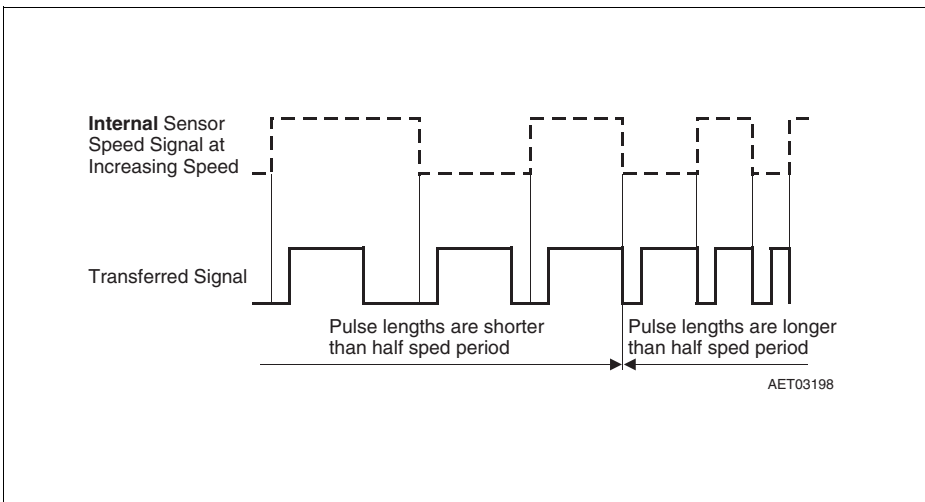 Internal Sensor
Speed Signal at
Increasing Speed
Transferred Signal
Pulse lengths are shorter
than half sped period
Pulse lengths are longer
than half sped period
AET03198